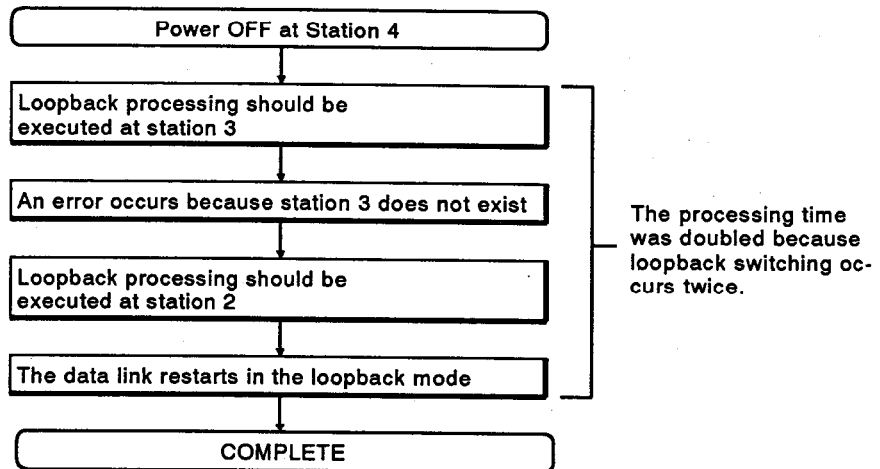 Power OFF at Station 4
Loopback processing should be
executed at station 3
An error occurs because station 3 does not exist
Loopback processing should be
executed at station 2
The data link restarts in the loopback mode
COMPLETE
The processing time
was doubled because
loopback switching oc-
curs twice.